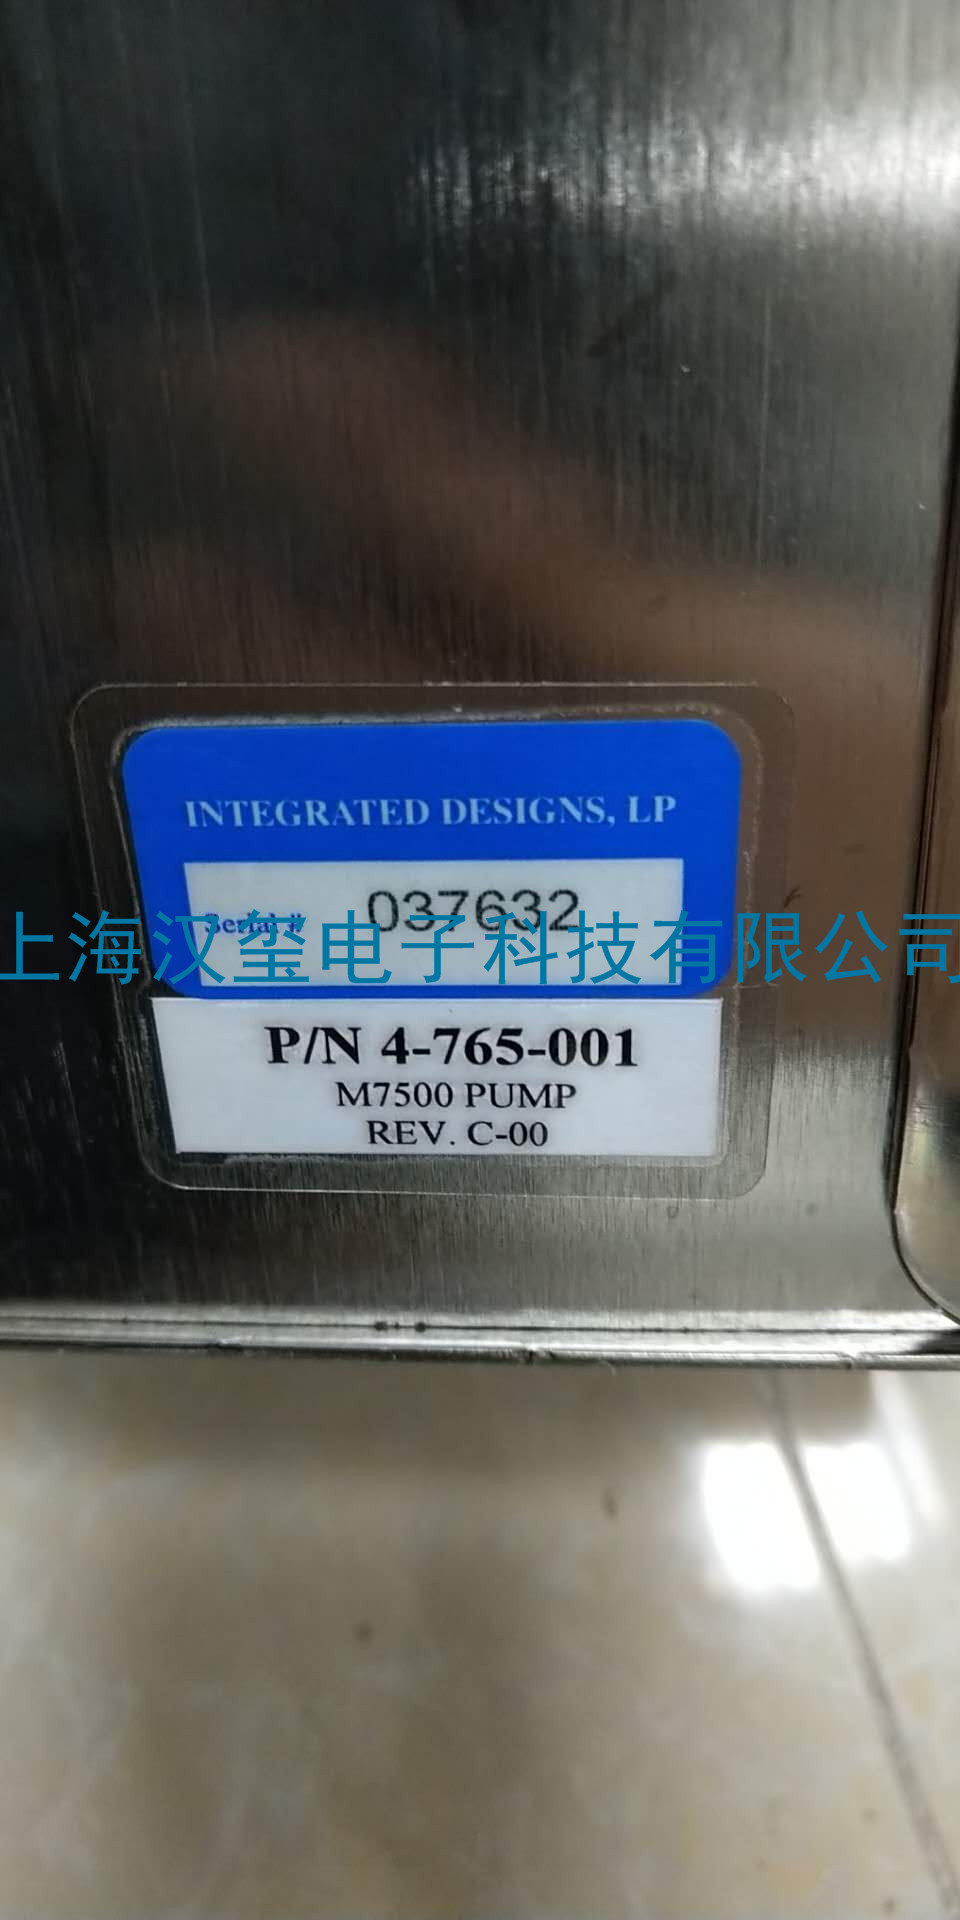 INTEGRATED DESIGNS, LP
Serial # 037632
上海汉玺电子科技有限公司
P/N 4-765-001
M7500 PUMP
REV. C-00